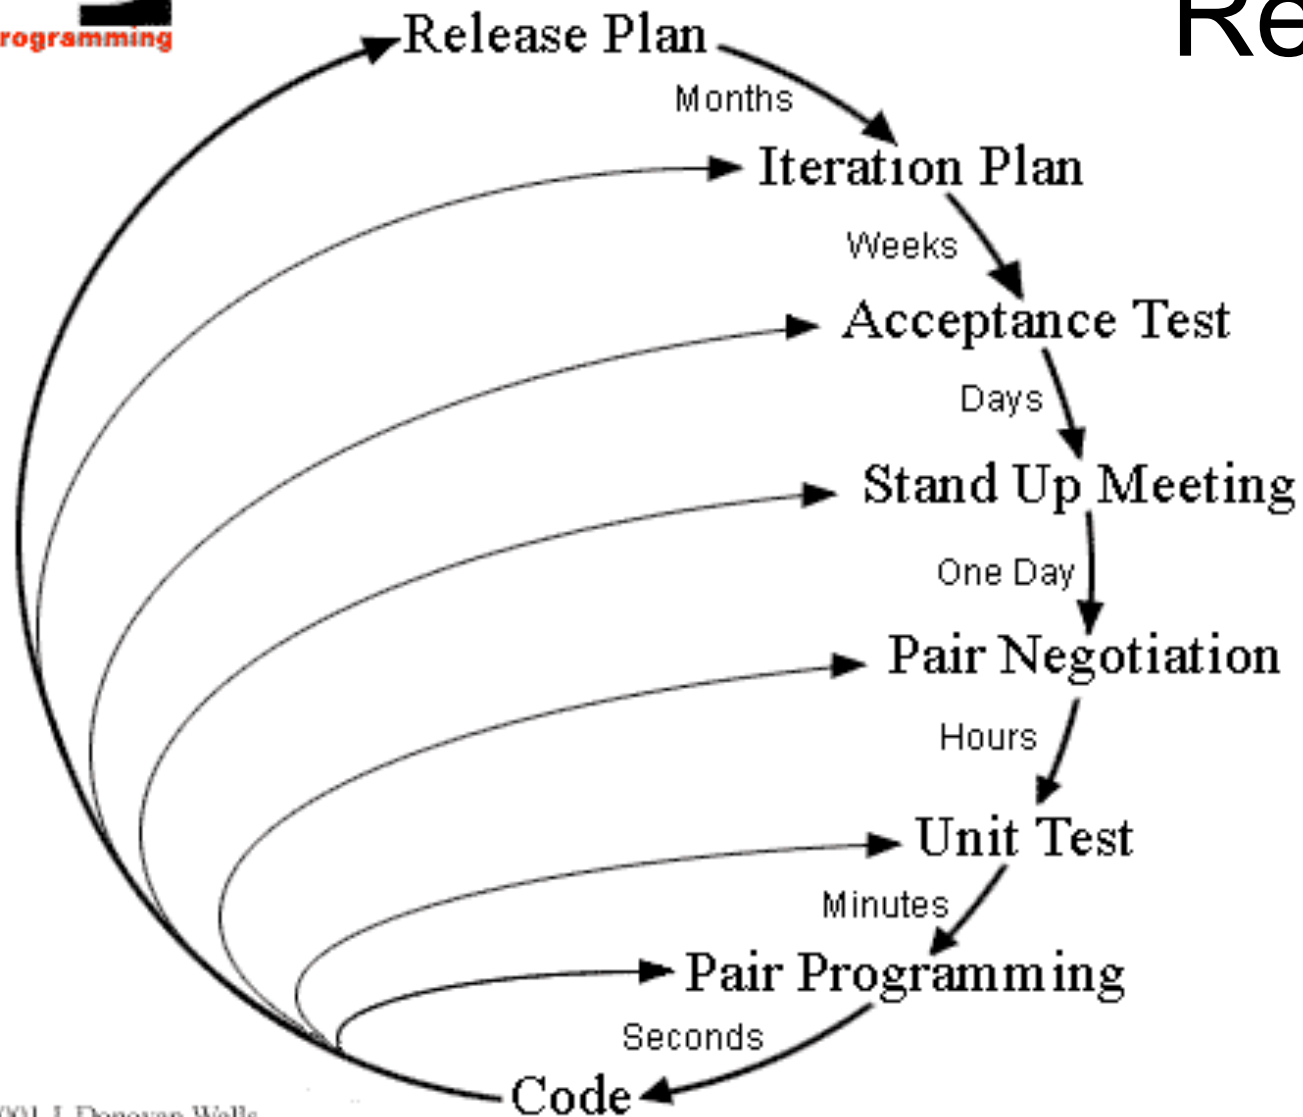 rogramming
Re
Release Plan
Months
Iteration Plan
Weeks
Acceptance Test
Days
Stand Up Meeting
One Day
Pair Negotiation
Hours
Unit Test
Minutes
Pair Programming
Seconds
Code